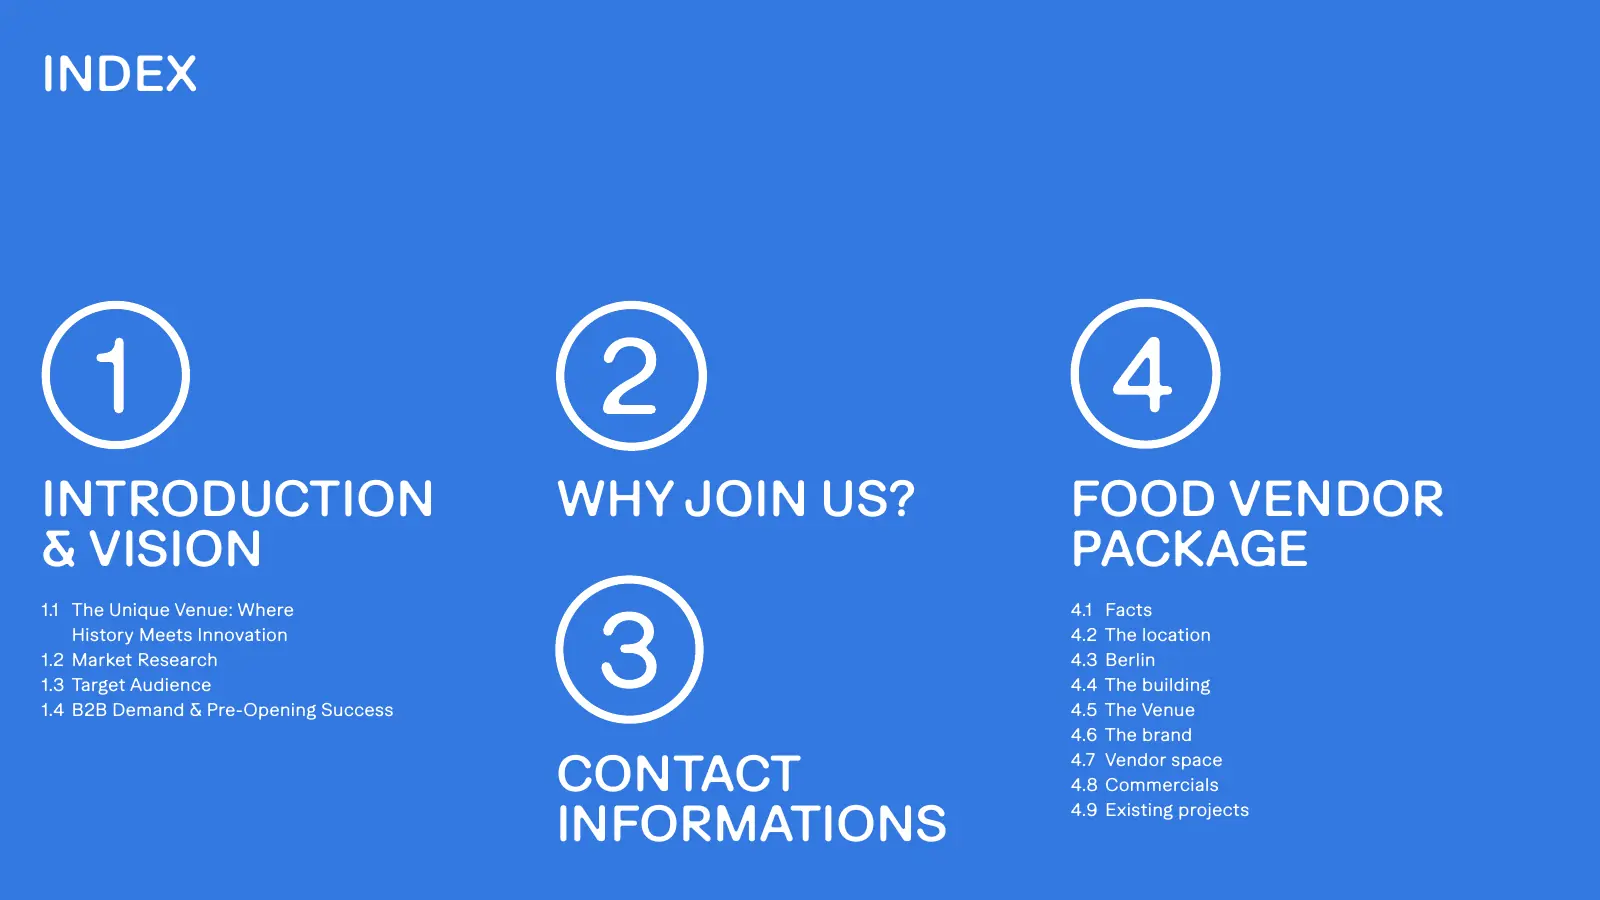 INDEX
1
INTRODUCTION
& VISION
1.1 The Unique Venue: Where
History Meets Innovation
1.2 Market Research
1.3 Target Audience
1.4 B2B Demand & Pre-Opening Success
2
WHY JOIN US?
3
CONTACT
INFORMATIONS
4
FOOD VENDOR
PACKAGE
4.1 Facts
4.2 The location
4.3 Berlin
4.4 The building
4.5 The Venue
4.6 The brand
4.7 Vendor space
4.8 Commercials
4.9 Existing projects